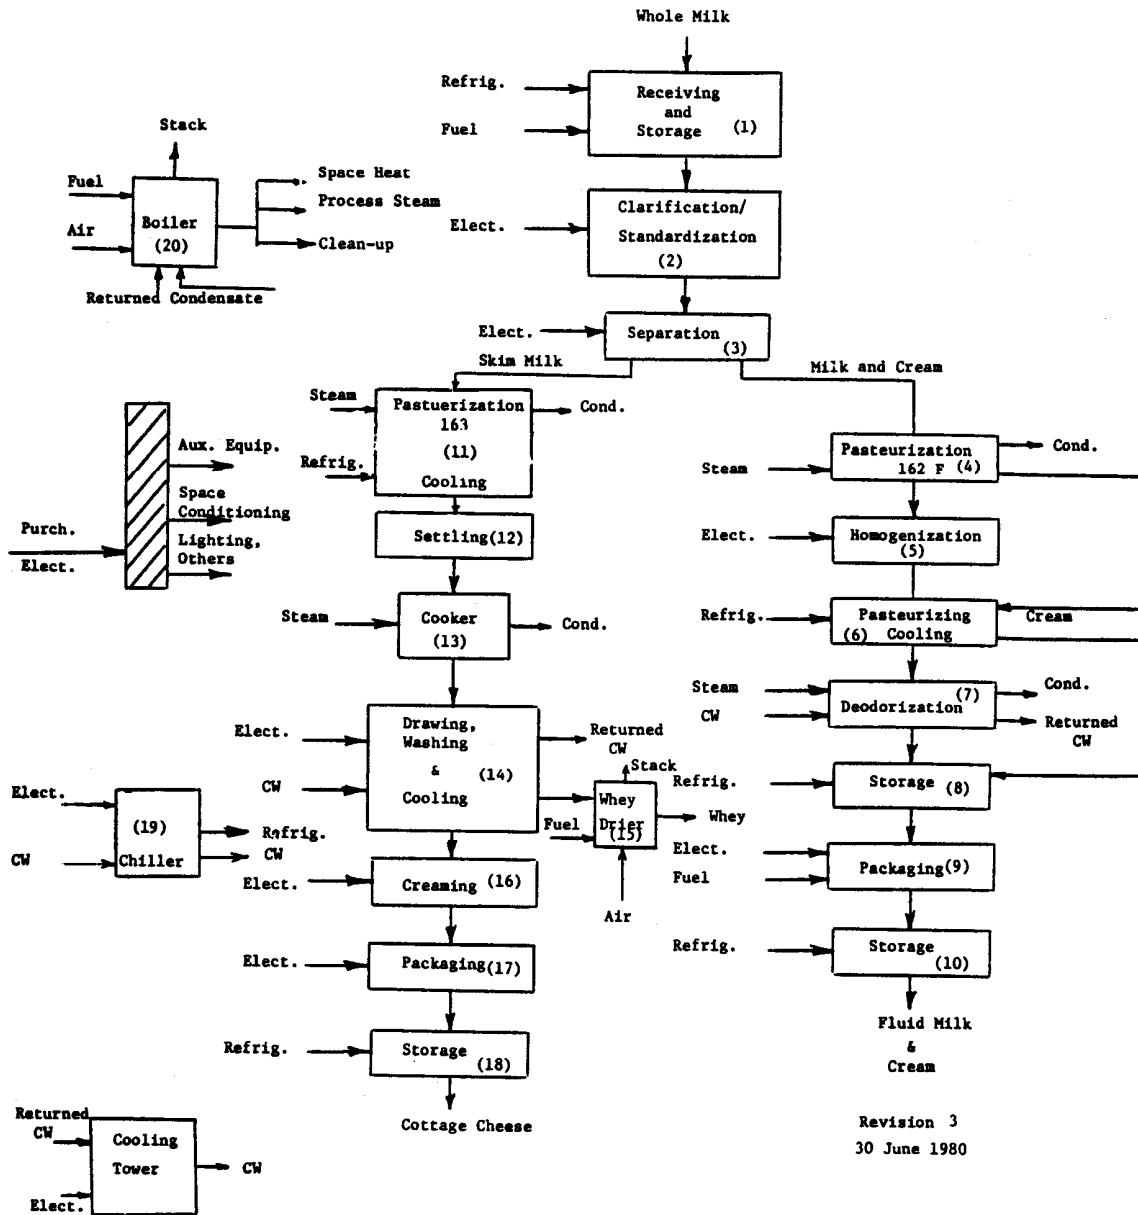 Whole Milk
Refrig.
Fuel
Receiving
and
Storage (1)
Stack
Fuel
Air
Boiler
(20)
Space Heat
Process Steam
Clean-up
Returned Condensate
Elect.
Clarification/
Standardization
(2)
Elect.
Separation
(3)
Skim Milk
Milk and Cream
Steam
Refrig.
Pastuerization
163
(11)
Cooling
Cond.
Settling(12)
Steam
Cooker
(13)
Cond.
Elect.
CW
Drawing,
Washing
&
Cooling
(14)
Returned
CW
Stack
Fuel
Whey
Drier
(15)
Whey
Air
Elect.
Creaming (16)
Elect.
Packaging(17)
Refrig.
Storage
(18)
Cottage Cheese
Steam
Pasteurization
162 F (4)
Cond.
Elect.
Homogenization
(5)
Refrig.
Pasteurizing
(6) Cooling
Cream
Steam
CW
(7)
Deodorization
Cond.
Returned
CW
Refrig.
Storage
(8)
Elect.
Fuel
Packaging(9)
Refrig.
Storage
(10)
Fluid Milk
&
Cream
Purch.
Elect.
Aux. Equip.
Space
Conditioning
Lighting,
Others
Elect.
CW
(19)
Chiller
Refrig.
CW
Returned
CW
Elect.
Cooling
Tower
CW
Revision 3
30 June 1980